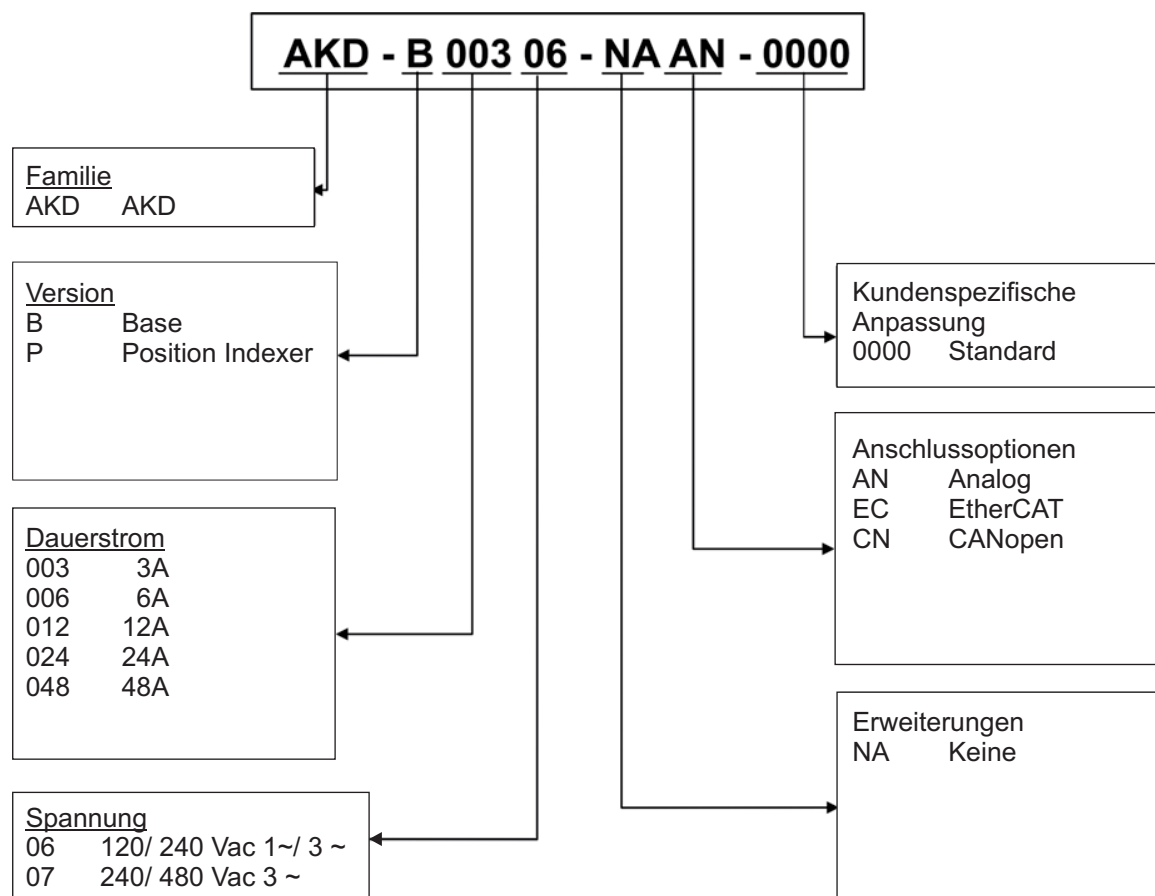 AKD - B 003 06 - NA AN - 0000
Familie
AKD AKD
Version
B Base
P Position Indexer
Dauerstrom
003 3A
006 6A
012 12A
024 24A
048 48A
Spannung
06 120/ 240 Vac 1~/ 3 ~
07 240/ 480 Vac 3 ~
Kundenspezifische
Anpassung
0000 Standard
Anschlussoptionen
AN Analog
EC EtherCAT
CN CANopen
Erweiterungen
NA Keine